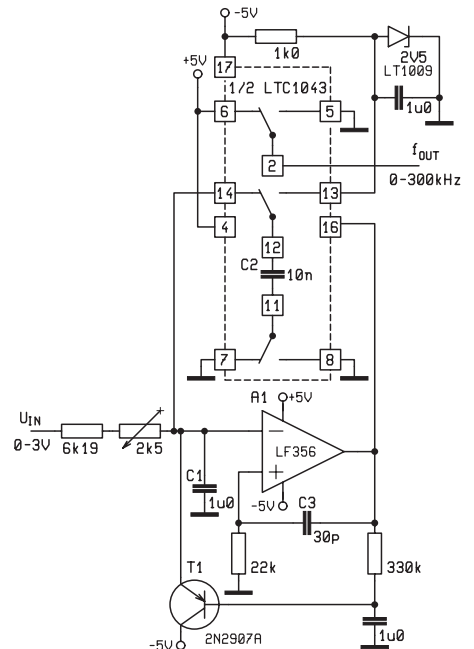 -5V
1k0
2V5
LT1009
+5V
17
1/2 LTC1043
1u0
6
5
2
fOUT
0-300kHz
14
13
4
16
12
C2
10n
11
7
8
A1
+5V
UIN
0-3V
6k19
2k5
LF356
C1
1u0
-5V
C3
30p
T1
22k
330k
2N2907A
1u0
-5V